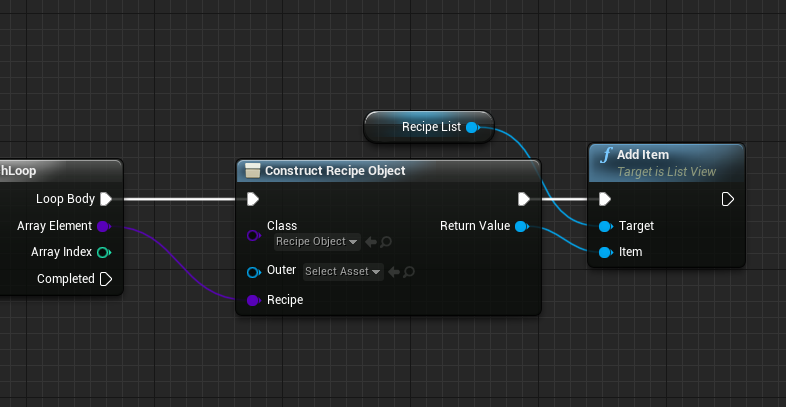 Recipe List
Add Item
Target is List View
Target
Item
hLoop
Loop Body
Array Element
Array Index
Completed
Construct Recipe Object
Class
Recipe Object
Return Value
Outer
Select Asset
Recipe